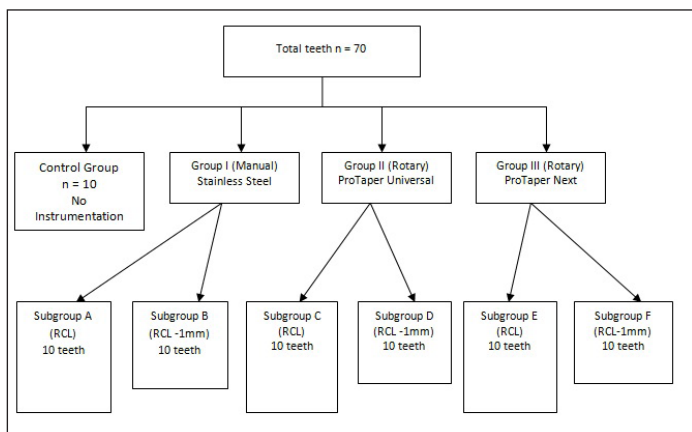 Total teeth n = 70
Control Group
n = 10
No
Instrumentation
Group I (Manual)
Stainless Steel
Group II (Rotary)
ProTaper Universal
Group III (Rotary)
ProTaper Next
Subgroup A
(RCL)
10 teeth
Subgroup B
(RCL -1mm)
10 teeth
Subgroup C
(RCL)
10 teeth
Subgroup D
(RCL -1mm)
10 teeth
Subgroup E
(RCL)
10 teeth
Subgroup F
(RCL-1mm)
10 teeth